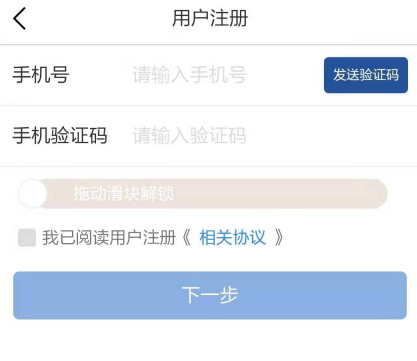 用户注册
手机号 请输入手机号 发送验证码
手机验证码 请输入验证码
拖动滑块解锁
我已阅读用户注册《 相关协议 》
下一步